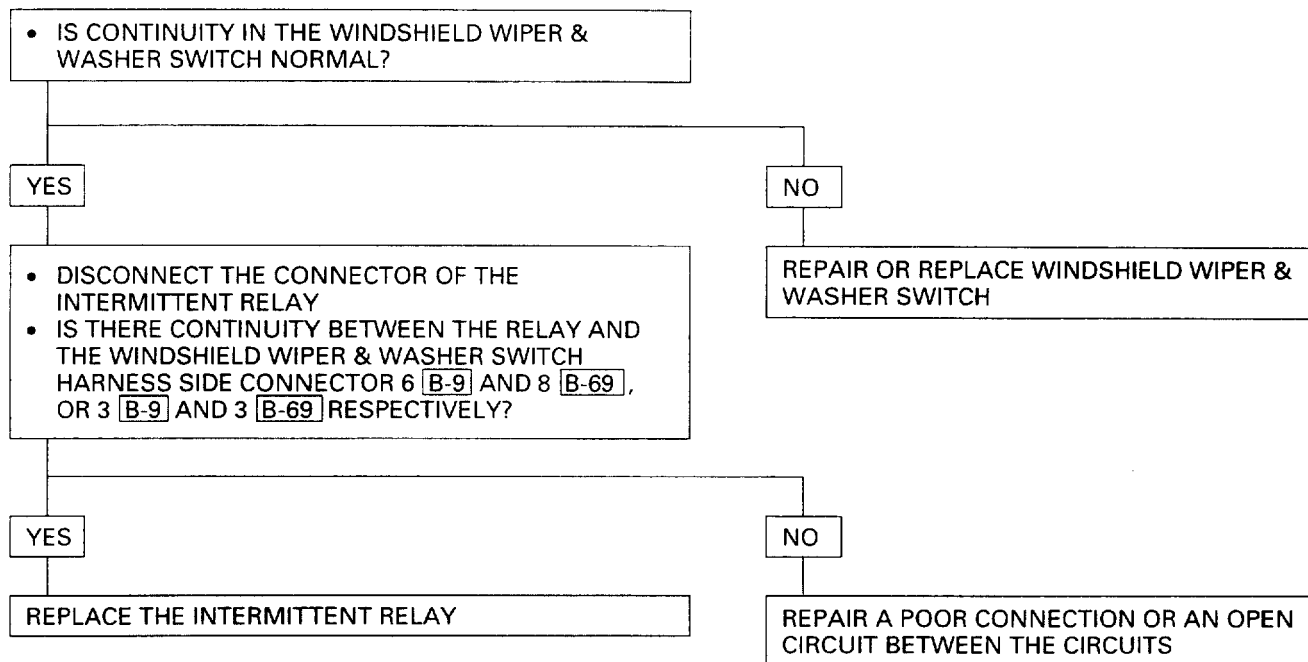 • IS CONTINUITY IN THE WINDSHIELD WIPER &
WASHER SWITCH NORMAL?
YES
NO
• DISCONNECT THE CONNECTOR OF THE
INTERMITTENT RELAY
• IS THERE CONTINUITY BETWEEN THE RELAY AND
THE WINDSHIELD WIPER & WASHER SWITCH
HARNESS SIDE CONNECTOR 6 B-9 AND 8 B-69,
OR 3 B-9 AND 3 B-69 RESPECTIVELY?
REPAIR OR REPLACE WINDSHIELD WIPER &
WASHER SWITCH
YES
NO
REPLACE THE INTERMITTENT RELAY
REPAIR A POOR CONNECTION OR AN OPEN
CIRCUIT BETWEEN THE CIRCUITS